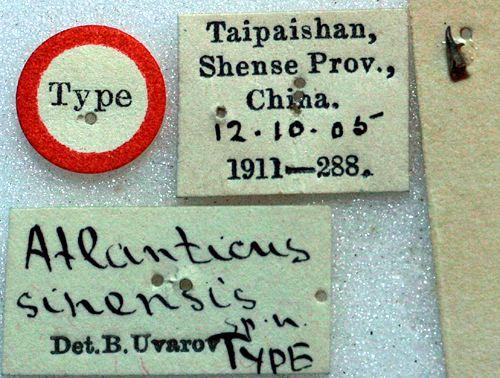 Type
Taipaishan,
Shense Prov.,
China.
12.10.05
1911—288.
Atlanticus
sinensis
sp. n.
Det. B. Uvarov
TYPE